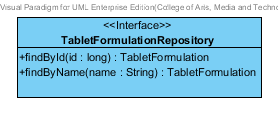 Visual Paradigm for UML Enterprise Edition(College of Arts, Media and Techno
<<Interface>>
TabletFormulationRepository
+findById(id : long) : TabletFormulation
+findByName(name : String) : TabletFormulation